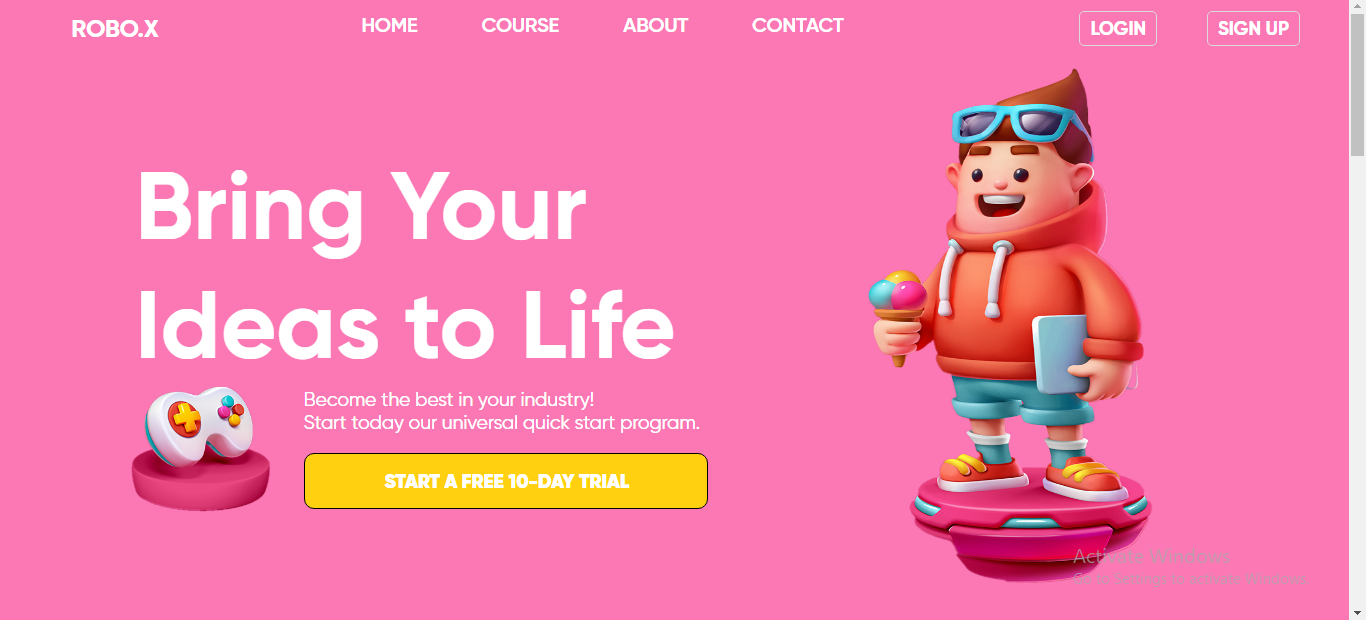 ROBO.X
HOME COURSE ABOUT CONTACT
LOGIN SIGN UP
Bring Your
Ideas to Life
Become the best in your industry!
Start today our universal quick start program.
START A FREE 10-DAY TRIAL
Activate Windows
Go to Settings to activate Windows.